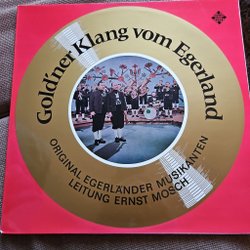 Gold'ner Klang vom Egerland
ORIGINAL EGERLÄNDER MUSIKANTEN
LEITUNG ERNST MOSCH